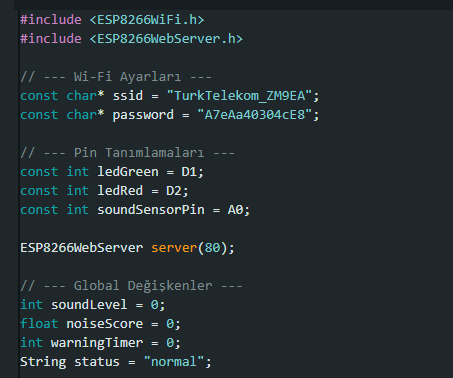 #include <ESP8266WiFi.h>
#include <ESP8266WebServer.h>
// --- Wi-Fi Ayarları ---
const char* ssid = "TurkTelekom_ZM9EA";
const char* password = "A7eAa40304cE8";
// --- Pin Tanımlamaları ---
const int ledGreen = D1;
const int ledRed = D2;
const int soundSensorPin = A0;
ESP8266WebServer server(80);
// --- Global Değişkenler ---
int soundLevel = 0;
float noiseScore = 0;
int warningTimer = 0;
String status = "normal";